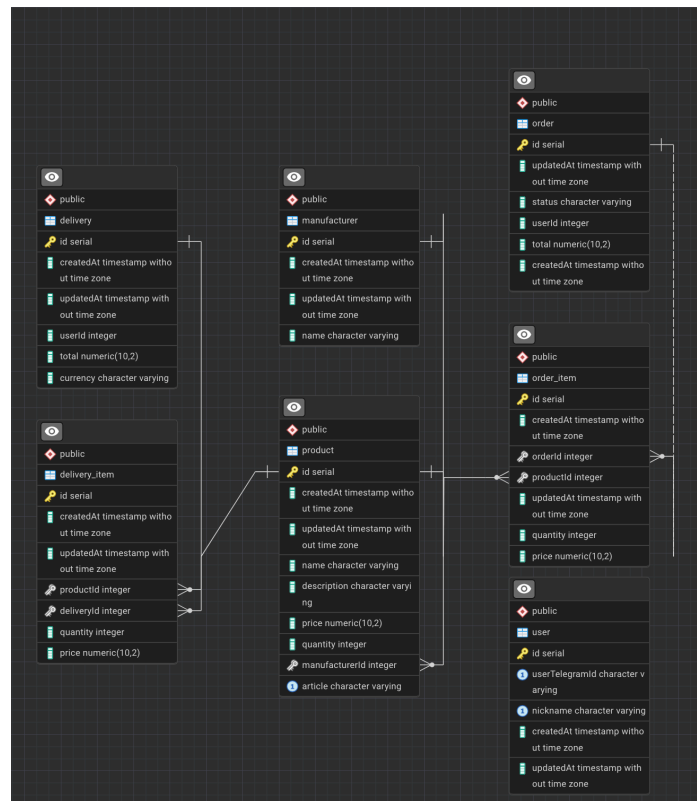 public
order
id serial
updatedAt timestamp with
out time zone
status character varying
userId integer
total numeric(10,2)
createdAt timestamp witho
ut time zone
public
delivery
id serial
createdAt timestamp witho
ut time zone
updatedAt timestamp with
out time zone
userId integer
total numeric(10,2)
currency character varying
public
manufacturer
id serial
createdAt timestamp witho
ut time zone
updatedAt timestamp with
out time zone
name character varying
public
order_item
id serial
createdAt timestamp witho
ut time zone
orderId integer
productId integer
updatedAt timestamp with
out time zone
quantity integer
price numeric(10,2)
public
product
id serial
createdAt timestamp witho
ut time zone
updatedAt timestamp with
out time zone
name character varying
description character varyi
ng
price numeric(10,2)
quantity integer
manufacturerId integer
1 article character varying
public
delivery_item
id serial
createdAt timestamp witho
ut time zone
updatedAt timestamp with
out time zone
productId integer
deliveryId integer
quantity integer
price numeric(10,2)
public
user
id serial
1 userTelegramId character v
arying
1 nickname character varying
createdAt timestamp witho
ut time zone
updatedAt timestamp with
out time zone